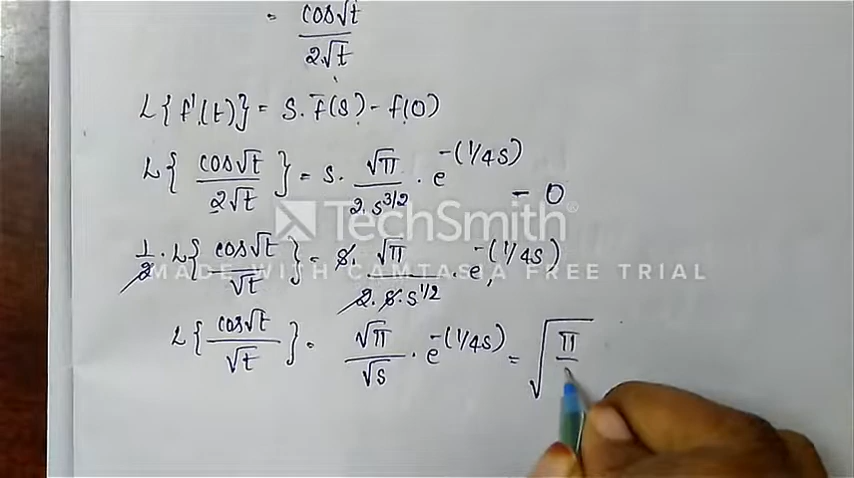 = cos√t / 2√t
L{f'(t)} = S. f̄(S) - f(0)
L{ cos√t / 2√t } = s. √π / 2. s^3/2 . e^-(1/4s) - 0
TechSmith®
1/2 . L{ cos√t / √t } = s. √π / 2. s. s^1/2 . e^-(1/4s)
MADE WITH CAMTASIA FREE TRIAL
L{ cos√t / √t } = √π / √s . e^-(1/4s) = √ π /